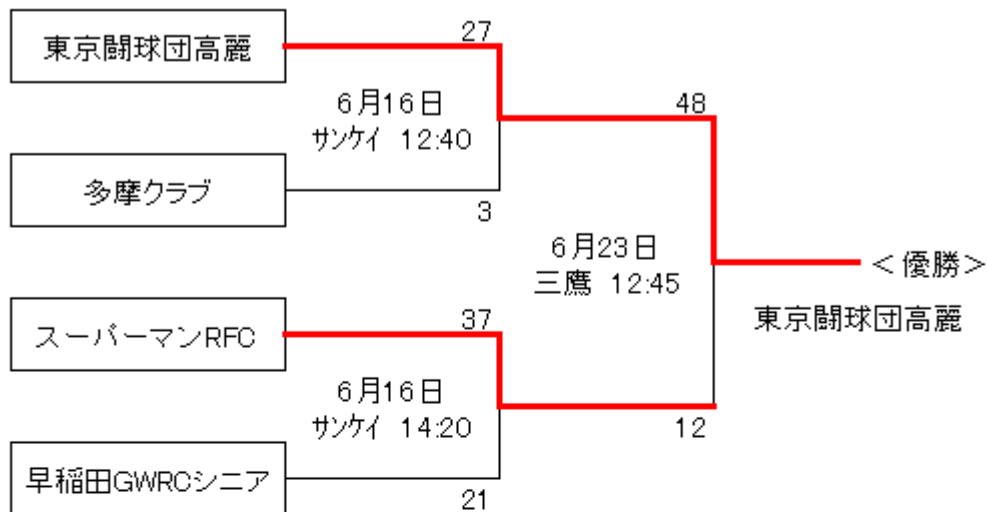 東京闘球団高麗
27
6月16日
サンケイ 12:40
48
多摩クラブ
3
6月23日
三鷹 12:45
＜優勝＞
東京闘球団高麗
スーパーマンRFC
37
6月16日
サンケイ 14:20
12
早稲田GWRCシニア
21